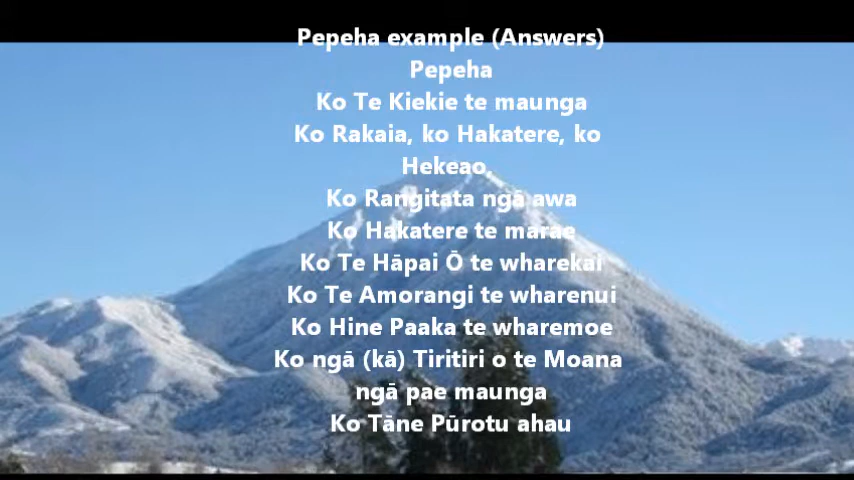 Pepeha example (Answers)
Pepeha
Ko Te Kiekie te maunga
Ko Rakaia, ko Hakatere, ko
Hekeao,
Ko Rangitata ngā awa
Ko Hakatere te marae
Ko Te Hāpai Ō te wharekai
Ko Te Amorangi te wharenui
Ko Hine Paaka te wharemoe
Ko ngā (kā) Tiritiri o te Moana
ngā pae maunga
Ko Tāne Pūrotu ahau